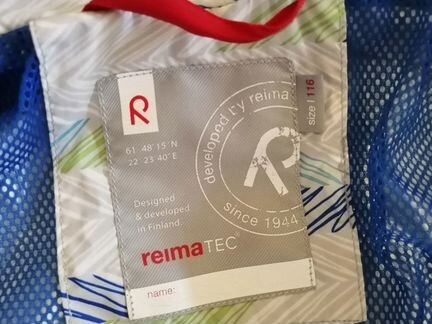 R
61 48' 15 N
22 23 40' E
Designed
& developed
in Finland.
reimaTEC®
name:
developed by reima
R
since 1944
size | 116